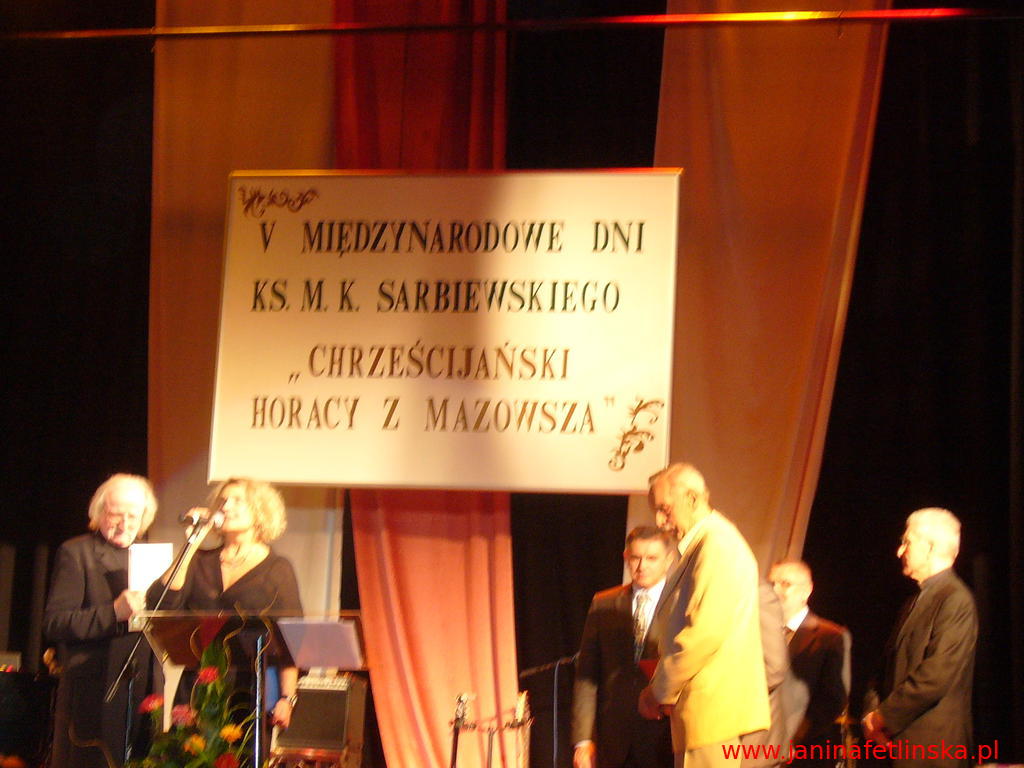 V MIĘDZYNARODOWE DNI
KS. M. K. SARBIEWSKIEGO
„CHRZEŚCIJAŃSKI
HORACY Z MAZOWSZA"
www.janinafetlinska.pl